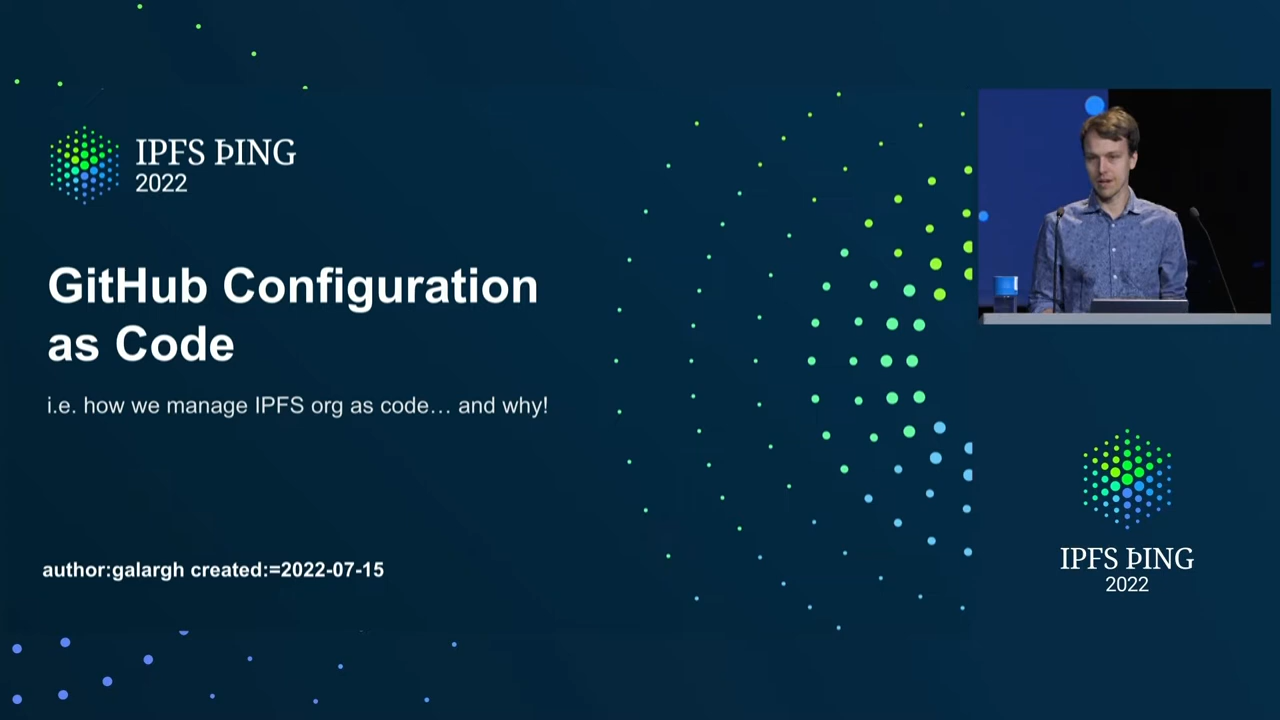 IPFS ÞING
2022
GitHub Configuration
as Code
i.e. how we manage IPFS org as code… and why!
author:galargh created:=2022-07-15
IPFS ÞING
2022